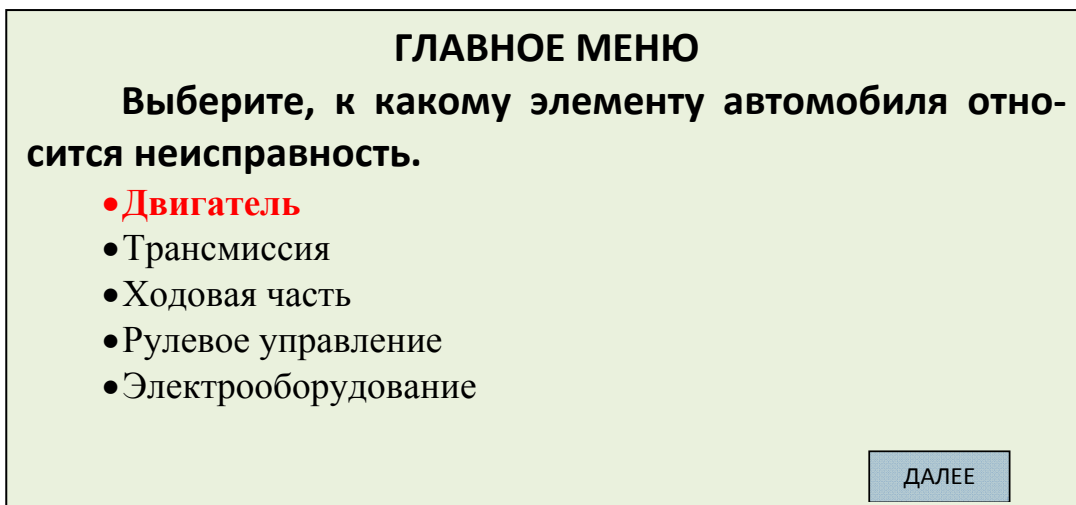 ГЛАВНОЕ МЕНЮ
Выберите, к какому элементу автомобиля отно-
сится неисправность.
•Двигатель
•Трансмиссия
•Ходовая часть
•Рулевое управление
•Электрооборудование
ДАЛЕЕ